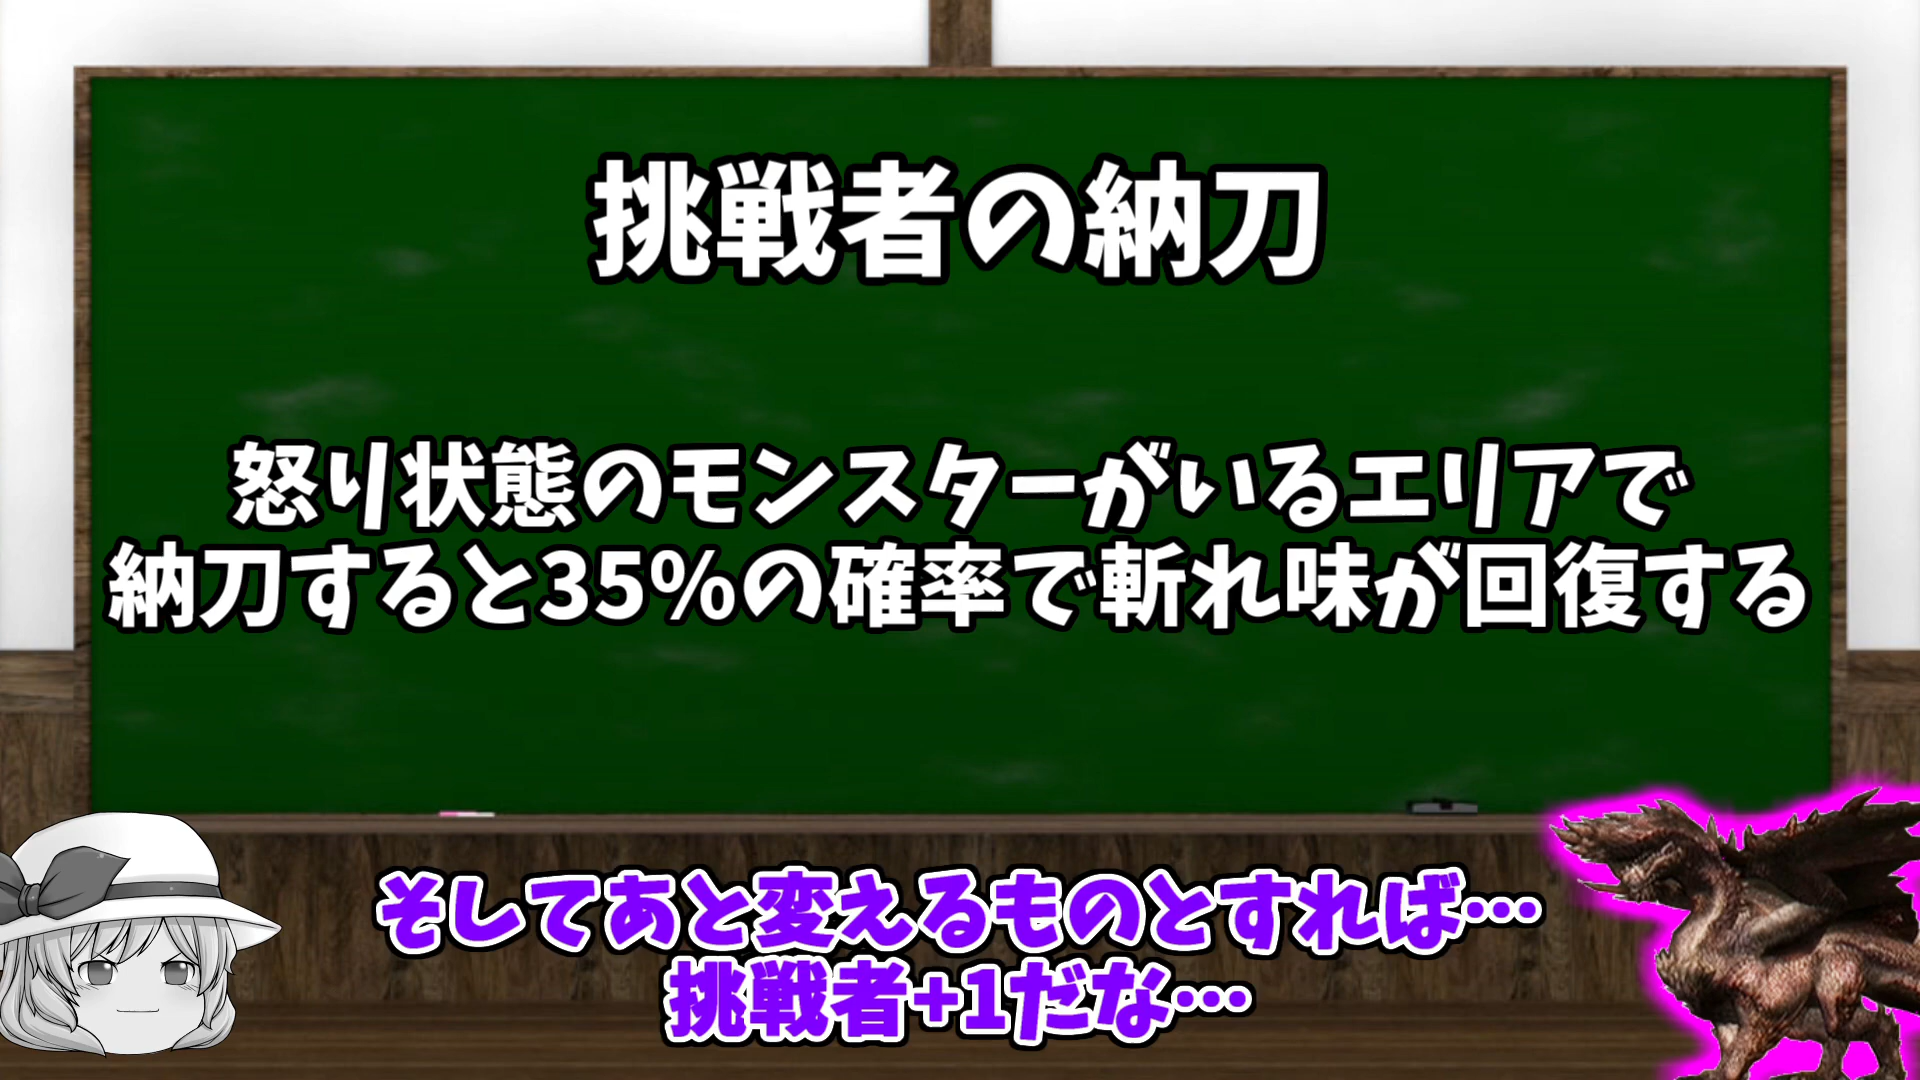 挑戦者の納刀
怒り状態のモンスターがいるエリアで
納刀すると35%の確率で斬れ味が回復する
そしてあと変えるものとすれば…
挑戦者+1だな…